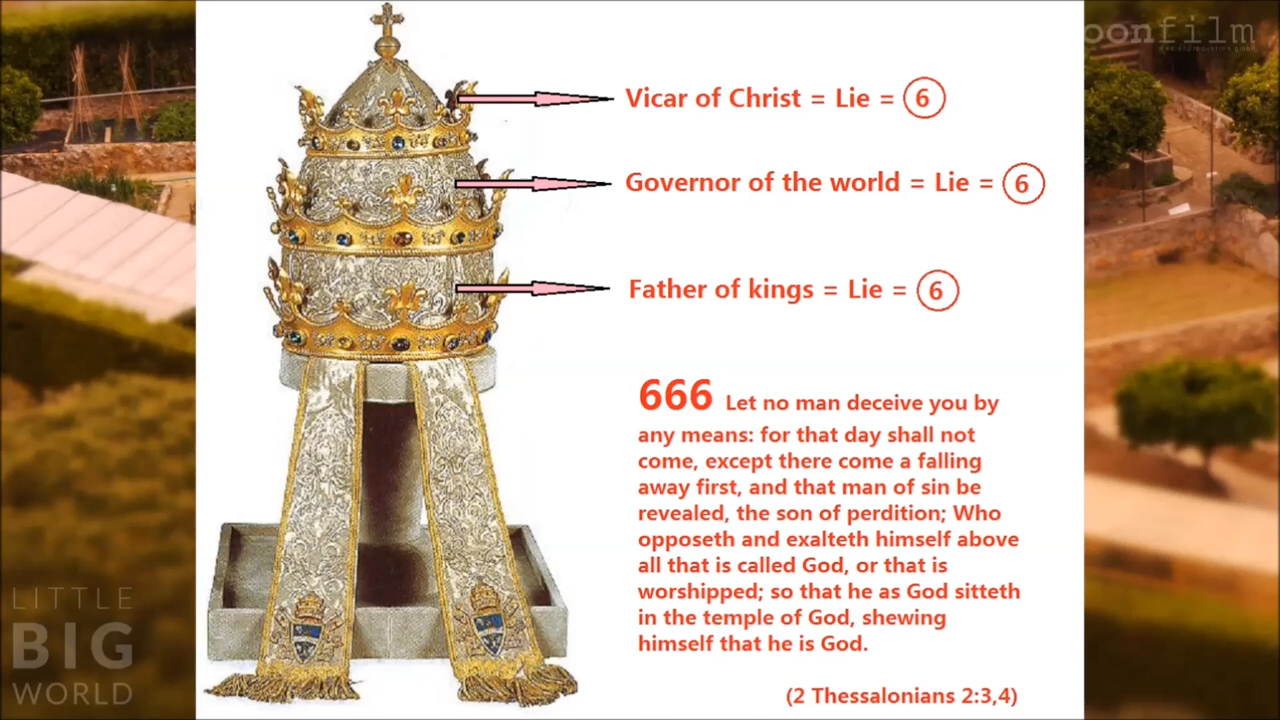 Vicar of Christ = Lie = 6
Governor of the world = Lie = 6
Father of kings = Lie = 6
666 Let no man deceive you by
any means: for that day shall not
come, except there come a falling
away first, and that man of sin be
revealed, the son of perdition; Who
opposeth and exalteth himself above
all that is called God, or that is
worshipped; so that he as God sitteth
in the temple of God, shewing
himself that he is God.
(2 Thessalonians 2:3,4)
oonfilm
LITTLE
BIG
WORLD